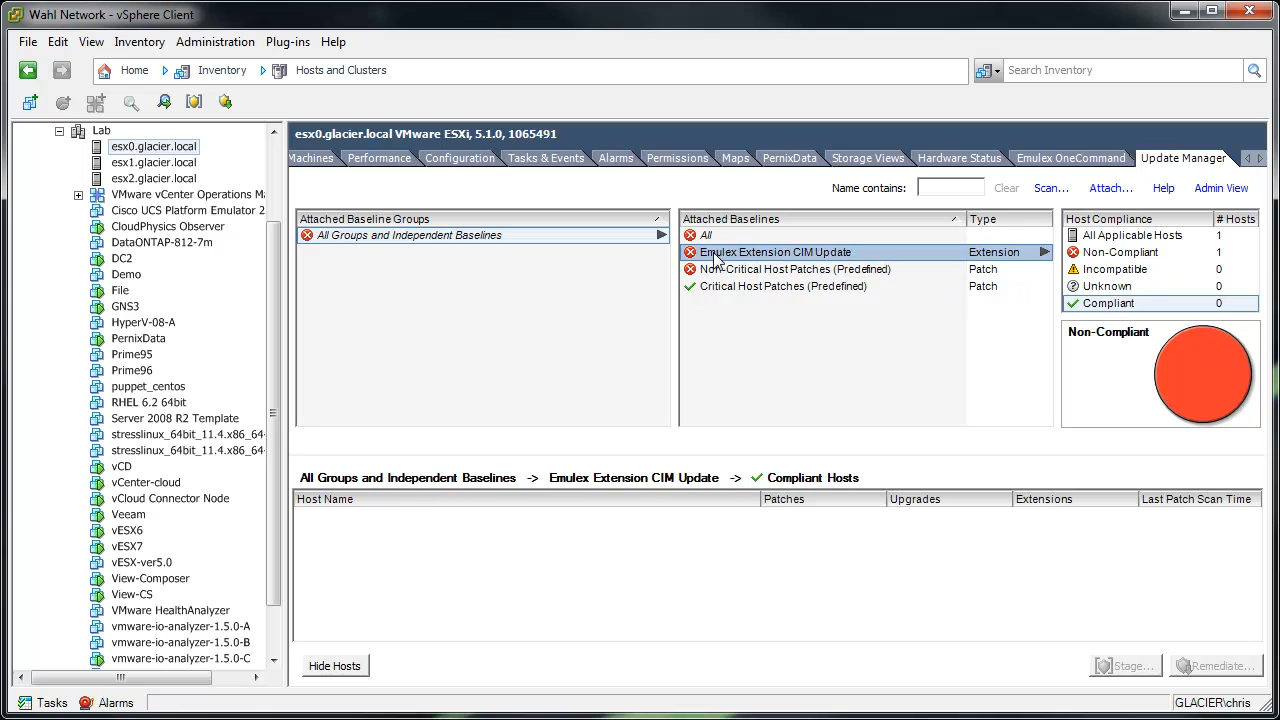 Wahl Network - vSphere Client
File Edit View Inventory Administration Plug-ins Help
Home Inventory Hosts and Clusters Search Inventory
Lab
esx0.glacier.local
esx1.glacier.local
esx2.glacier.local
VMware vCenter Operations Ma
Cisco UCS Platform Emulator 2
CloudPhysics Observer
DataONTAP-812-7m
DC2
Demo
File
GNS3
HyperV-08-A
PernixData
Prime95
Prime96
puppet_centos
RHEL 6.2 64bit
Server 2008 R2 Template
stresslinux_64bit_11.4.x86_64-
stresslinux_64bit_11.4.x86_64-
vCD
vCenter-cloud
vCloud Connector Node
Veeam
vESX6
vESX7
vESX-ver5.0
View-Composer
View-CS
VMware HealthAnalyzer
vmware-io-analyzer-1.5.0-A
vmware-io-analyzer-1.5.0-B
vmware-io-analyzer-1.5.0-C
esx0.glacier.local VMware ESXi, 5.1.0, 1065491
Machines Performance Configuration Tasks & Events Alarms Permissions Maps PernixData Storage Views Hardware Status Emulex OneCommand Update Manager
Name contains: Clear Scan... Attach... Help Admin View
Attached Baseline Groups
All Groups and Independent Baselines
Attached Baselines Type
All
Emulex Extension CIM Update Extension
Non-Critical Host Patches (Predefined) Patch
Critical Host Patches (Predefined) Patch
Host Compliance # Hosts
All Applicable Hosts 1
Non-Compliant 1
Incompatible 0
Unknown 0
Compliant 0
Non-Compliant
All Groups and Independent Baselines -> Emulex Extension CIM Update -> Compliant Hosts
Host Name Patches Upgrades Extensions Last Patch Scan Time
Hide Hosts Stage... Remediate...
Tasks Alarms GLACIER\chris